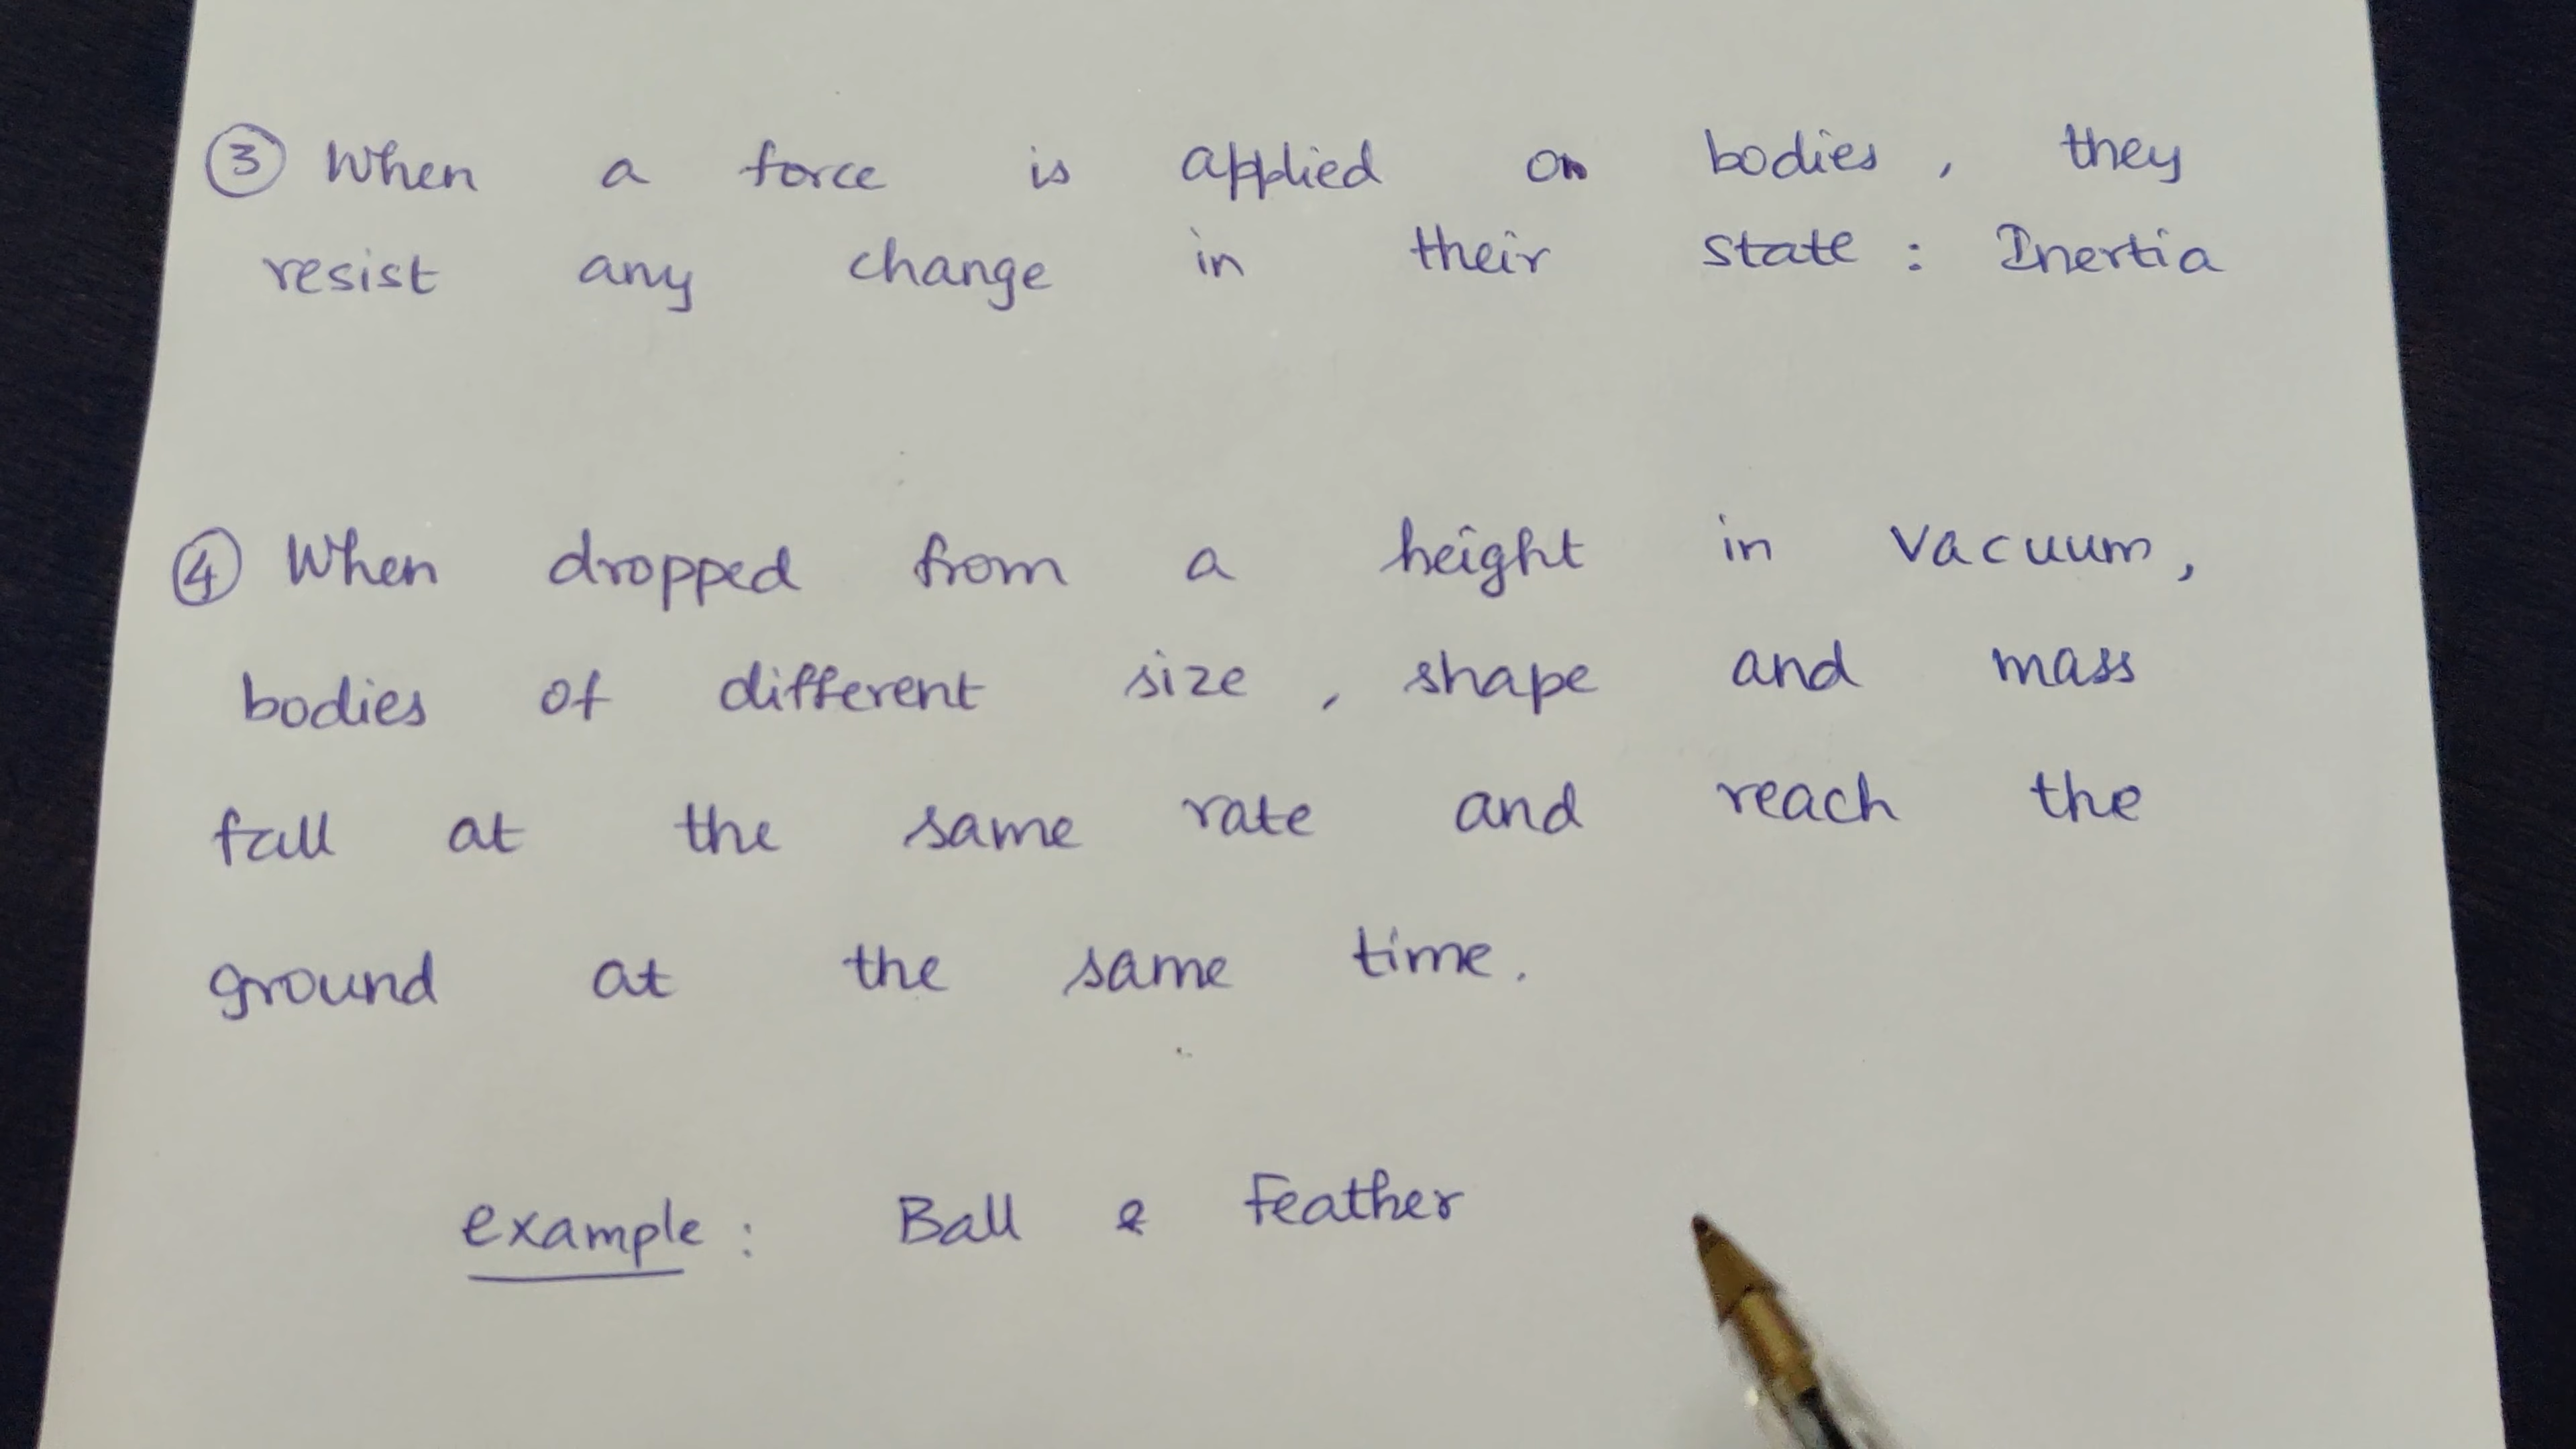 ③ When a force is applied on bodies, they
resist any change in their state : Inertia
④ When dropped from a height in vacuum,
bodies of different size, shape and mass
fall at the same rate and reach the
ground at the same time.
example : Ball & Feather